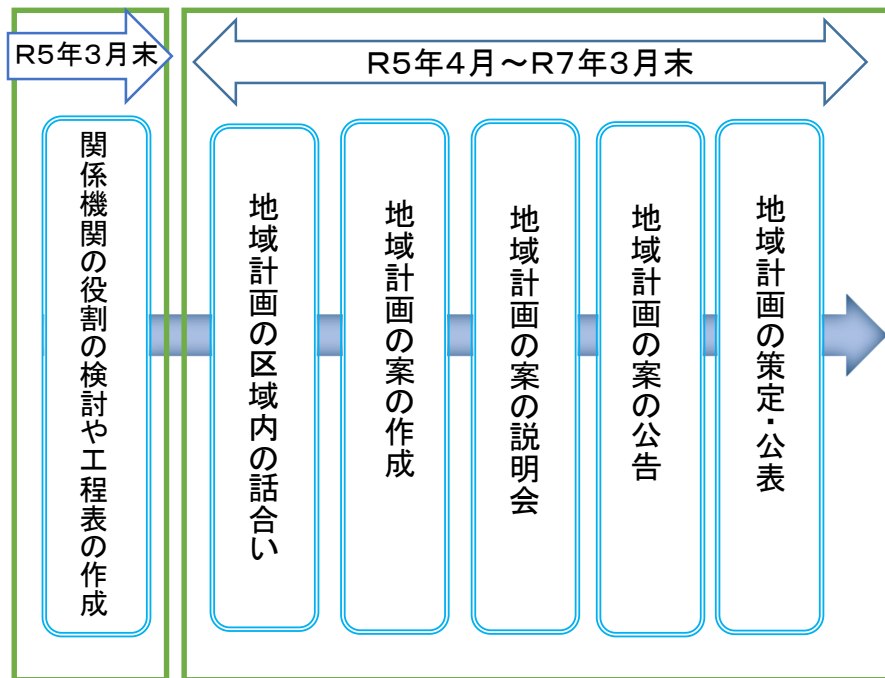 R5年3月末
R5年4月~R7年3月末
関係機関の役割の検討や工程表の作成
地域計画の区域内の話合い
地域計画の案の作成
地域計画の案の説明会
地域計画の案の公告
地域計画の策定・公表